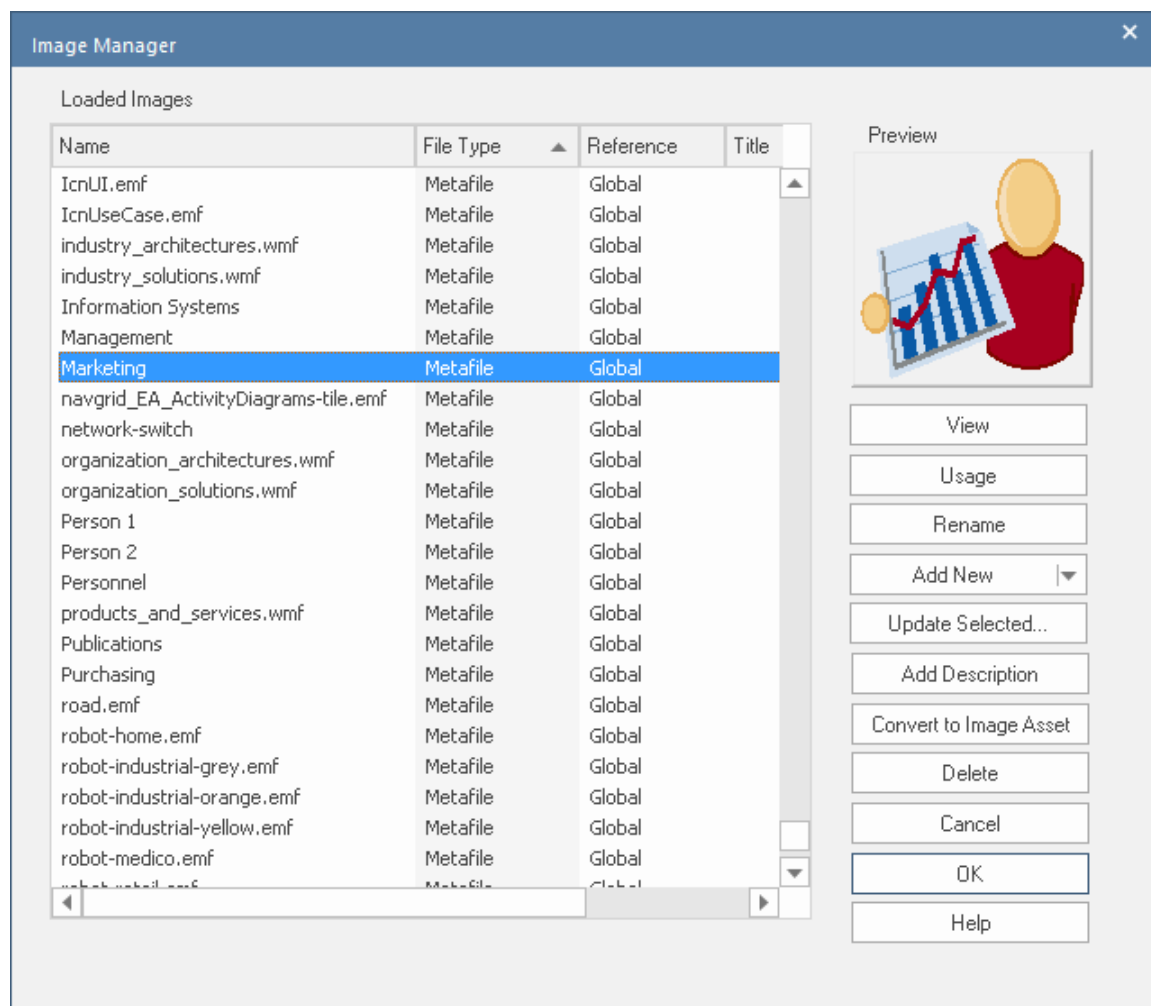 Image Manager
Loaded Images
Name File Type Reference Title
IcnUI.emf Metafile Global
IcnUseCase.emf Metafile Global
industry_architectures.wmf Metafile Global
industry_solutions.wmf Metafile Global
Information Systems Metafile Global
Management Metafile Global
Marketing Metafile Global
navgrid_EA_ActivityDiagrams-tile.emf Metafile Global
network-switch Metafile Global
organization_architectures.wmf Metafile Global
organization_solutions.wmf Metafile Global
Person 1 Metafile Global
Person 2 Metafile Global
Personnel Metafile Global
products_and_services.wmf Metafile Global
Publications Metafile Global
Purchasing Metafile Global
road.emf Metafile Global
robot-home.emf Metafile Global
robot-industrial-grey.emf Metafile Global
robot-industrial-orange.emf Metafile Global
robot-industrial-yellow.emf Metafile Global
robot-medico.emf Metafile Global
Preview
View
Usage
Rename
Add New
Update Selected...
Add Description
Convert to Image Asset
Delete
Cancel
OK
Help